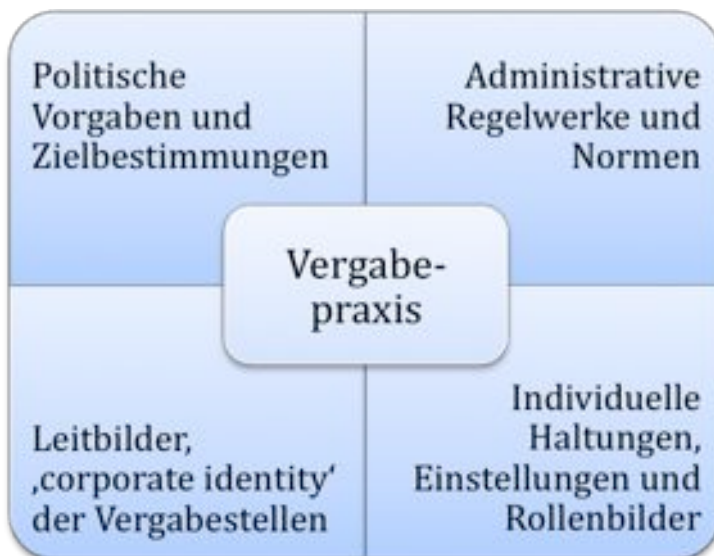 Politische
Vorgaben und
Zielbestimmungen
Administrative
Regelwerke und
Normen
Vergabe-
praxis
Leitbilder,
‚corporate identity‘
der Vergabestellen
Individuelle
Haltungen,
Einstellungen und
Rollenbilder